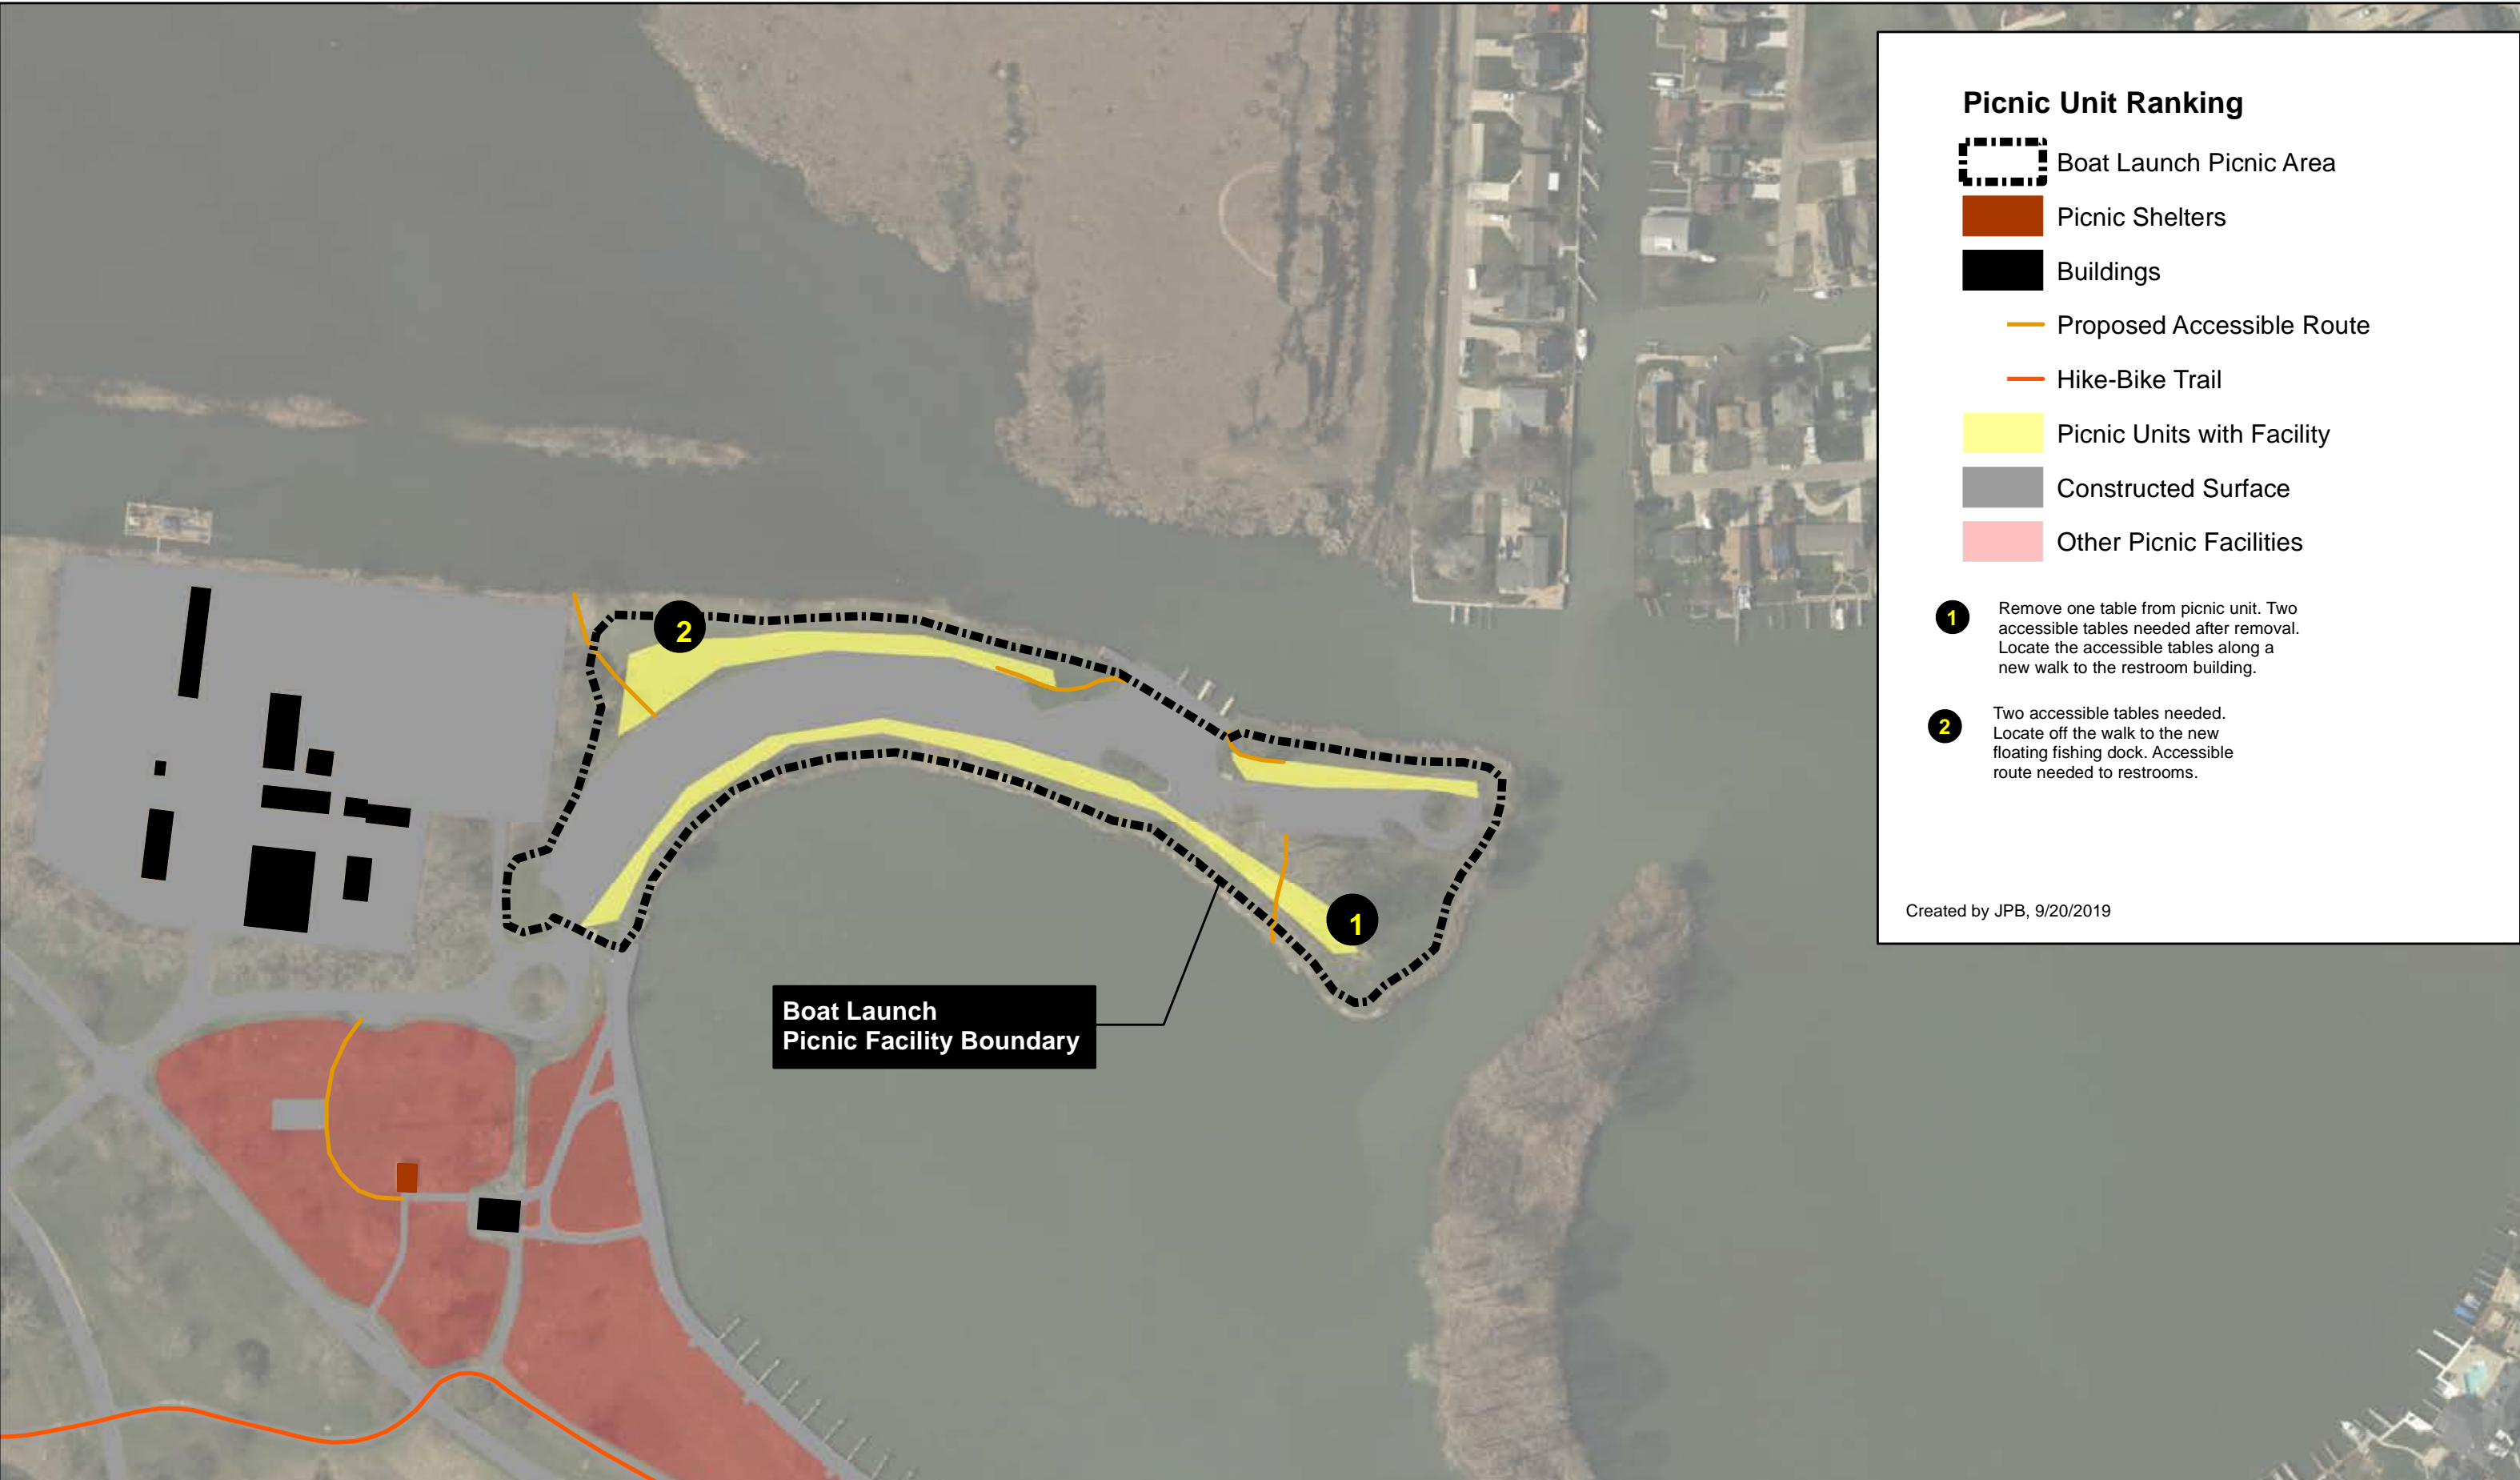 Picnic Unit Ranking
Boat Launch Picnic Area
Picnic Shelters
Buildings
Proposed Accessible Route
Hike-Bike Trail
Picnic Units with Facility
Constructed Surface
Other Picnic Facilities
1
Remove one table from picnic unit. Two
accessible tables needed after removal.
Locate the accessible tables along a
new walk to the restroom building.
2
Two accessible tables needed.
Locate off the walk to the new
floating fishing dock. Accessible
route needed to restrooms.
Created by JPB, 9/20/2019
2
1
Boat Launch
Picnic Facility Boundary